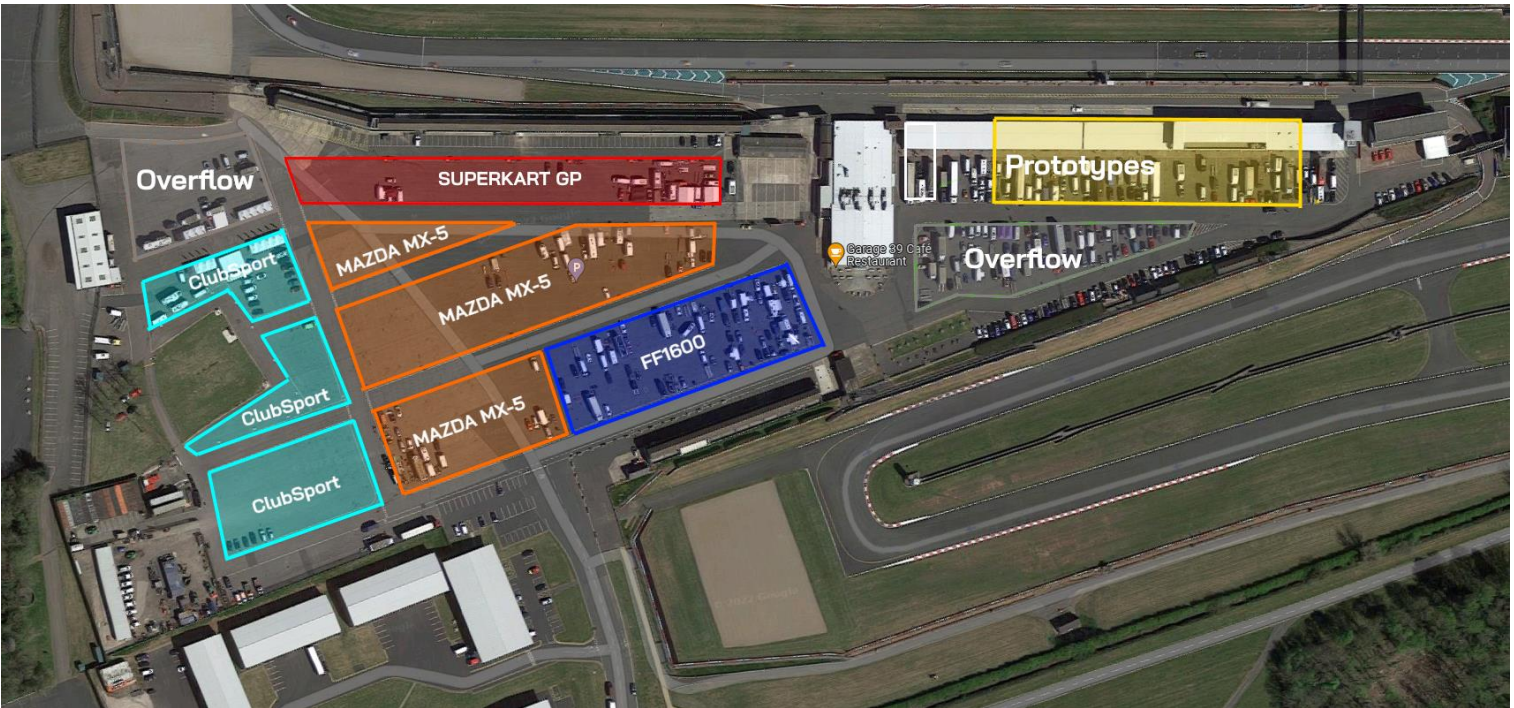 Overflow
SUPERKART GP
Prototypes
MAZDA MX-5
ClubSport
MAZDA MX-5
P
Garage 39 Café
Restaurant
Overflow
FF1600
ClubSport
MAZDA MX-5
ClubSport